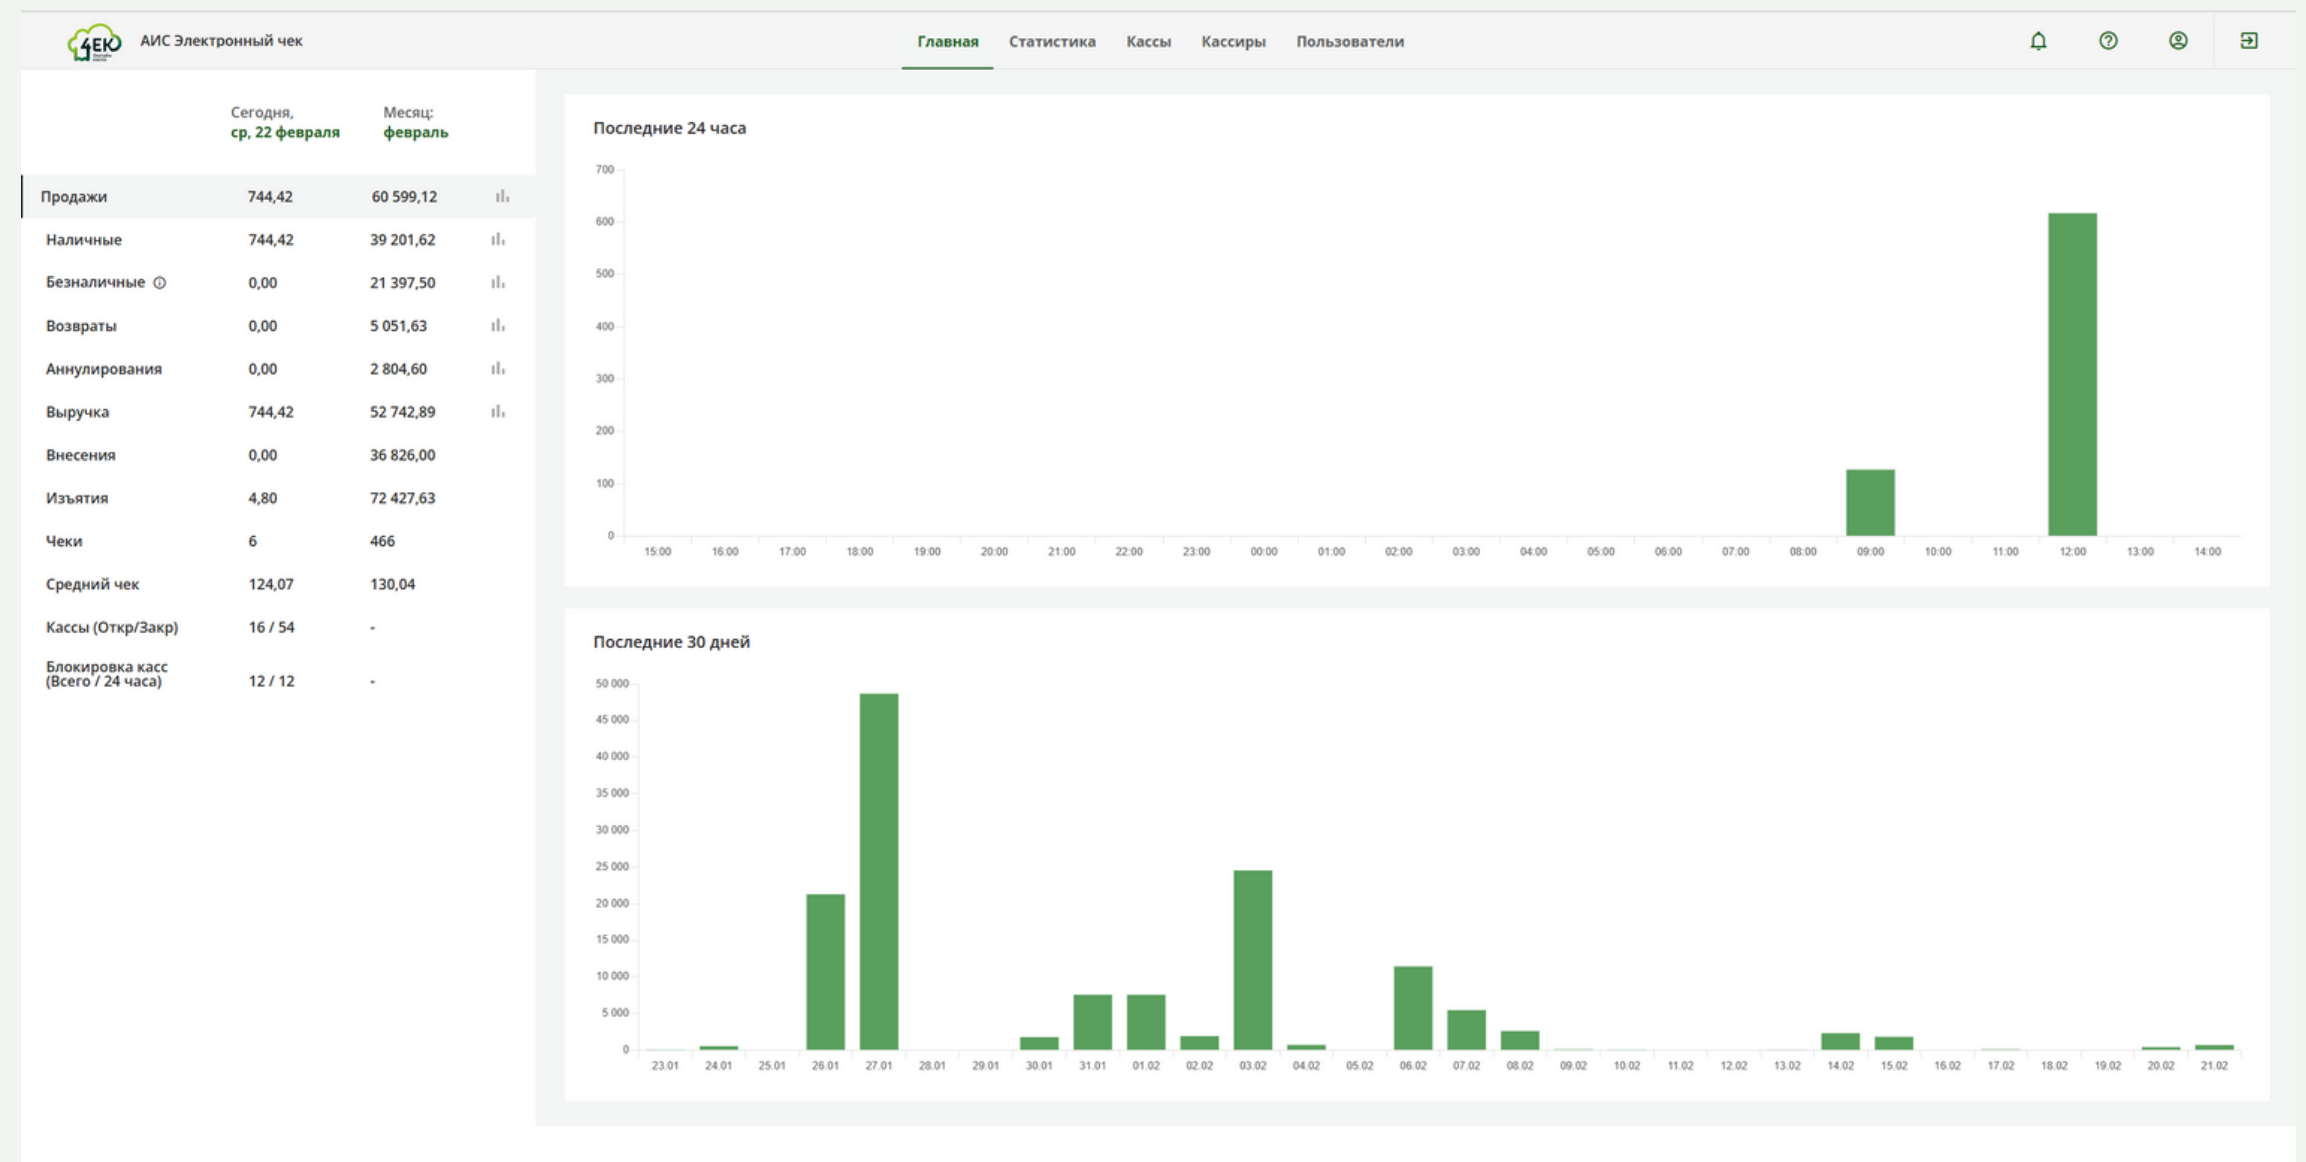 ЧЕК
АИС Электронный чек
Главная Статистика Кассы Кассиры Пользователи
Сегодня, Месяц:
ср, 22 февраля февраль
Продажи 744,42 60 599,12
Наличные 744,42 39 201,62
Безналичные 0,00 21 397,50
Возвраты 0,00 5 051,63
Аннулирования 0,00 2 804,60
Выручка 744,42 52 742,89
Внесения 0,00 36 826,00
Изъятия 4,80 72 427,63
Чеки 6 466
Средний чек 124,07 130,04
Кассы (Откр/Закр) 16 / 54 -
Блокировка касс
(Всего / 24 часа) 12 / 12 -
Последние 24 часа
700
600
500
400
300
200
100
0
15:00 16:00 17:00 18:00 19:00 20:00 21:00 22:00 23:00 00:00 01:00 02:00 03:00 04:00 05:00 06:00 07:00 08:00 09:00 10:00 11:00 12:00 13:00 14:00
Последние 30 дней
50 000
45 000
40 000
35 000
30 000
25 000
20 000
15 000
10 000
5 000
0
23.01 24.01 25.01 26.01 27.01 28.01 29.01 30.01 31.01 01.02 02.02 03.02 04.02 05.02 06.02 07.02 08.02 09.02 10.02 11.02 12.02 13.02 14.02 15.02 16.02 17.02 18.02 19.02 20.02 21.02